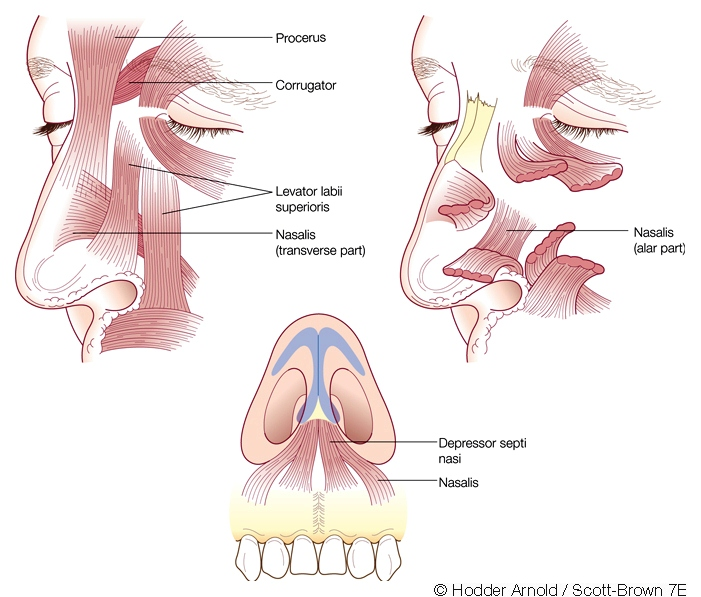 Procerus
Corrugator
Levator labii
superioris
Nasalis
(transverse part)
Nasalis
(alar part)
Depressor septi
nasi
Nasalis
© Hodder Arnold / Scott-Brown 7E